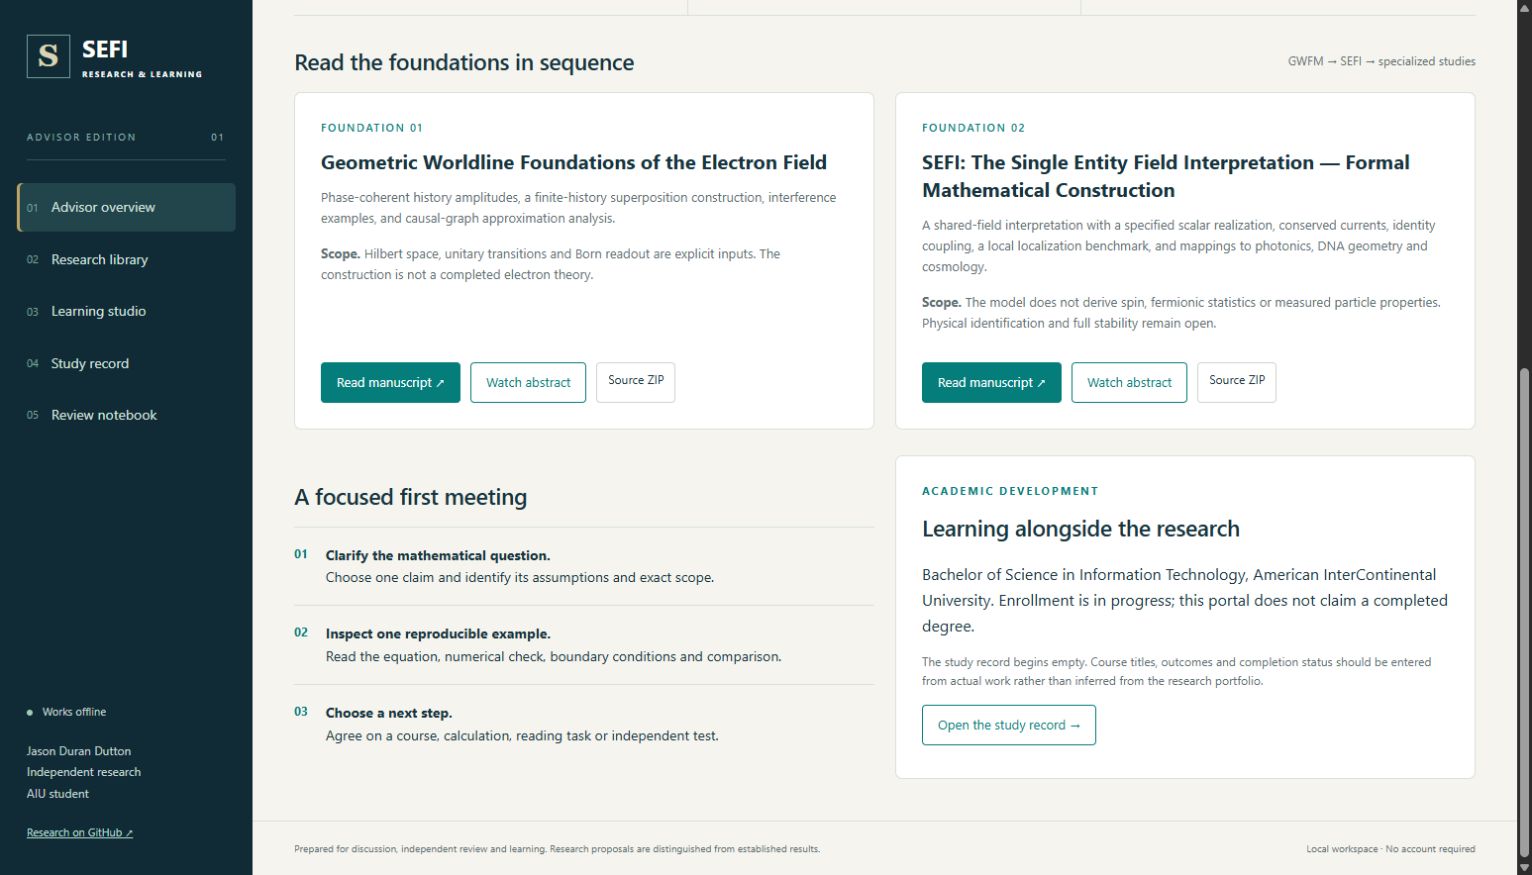 S
SEFI
RESEARCH & LEARNING
ADVISOR EDITION 01
01 Advisor overview
02 Research library
03 Learning studio
04 Study record
05 Review notebook
Works offline
Jason Duran Dutton
Independent research
AIU student
Research on GitHub ↗
Read the foundations in sequence
GWFM → SEFI → specialized studies
FOUNDATION 01
Geometric Worldline Foundations of the Electron Field
Phase-coherent history amplitudes, a finite-history superposition construction, interference
examples, and causal-graph approximation analysis.
Scope. Hilbert space, unitary transitions and Born readout are explicit inputs. The
construction is not a completed electron theory.
Read manuscript ↗
Watch abstract
Source ZIP
FOUNDATION 02
SEFI: The Single Entity Field Interpretation — Formal
Mathematical Construction
A shared-field interpretation with a specified scalar realization, conserved currents, identity
coupling, a local localization benchmark, and mappings to photonics, DNA geometry and
cosmology.
Scope. The model does not derive spin, fermionic statistics or measured particle properties.
Physical identification and full stability remain open.
Read manuscript ↗
Watch abstract
Source ZIP
A focused first meeting
01 Clarify the mathematical question.
Choose one claim and identify its assumptions and exact scope.
02 Inspect one reproducible example.
Read the equation, numerical check, boundary conditions and comparison.
03 Choose a next step.
Agree on a course, calculation, reading task or independent test.
ACADEMIC DEVELOPMENT
Learning alongside the research
Bachelor of Science in Information Technology, American InterContinental
University. Enrollment is in progress; this portal does not claim a completed
degree.
The study record begins empty. Course titles, outcomes and completion status should be entered
from actual work rather than inferred from the research portfolio.
Open the study record →
Prepared for discussion, independent review and learning. Research proposals are distinguished from established results.
Local workspace · No account required